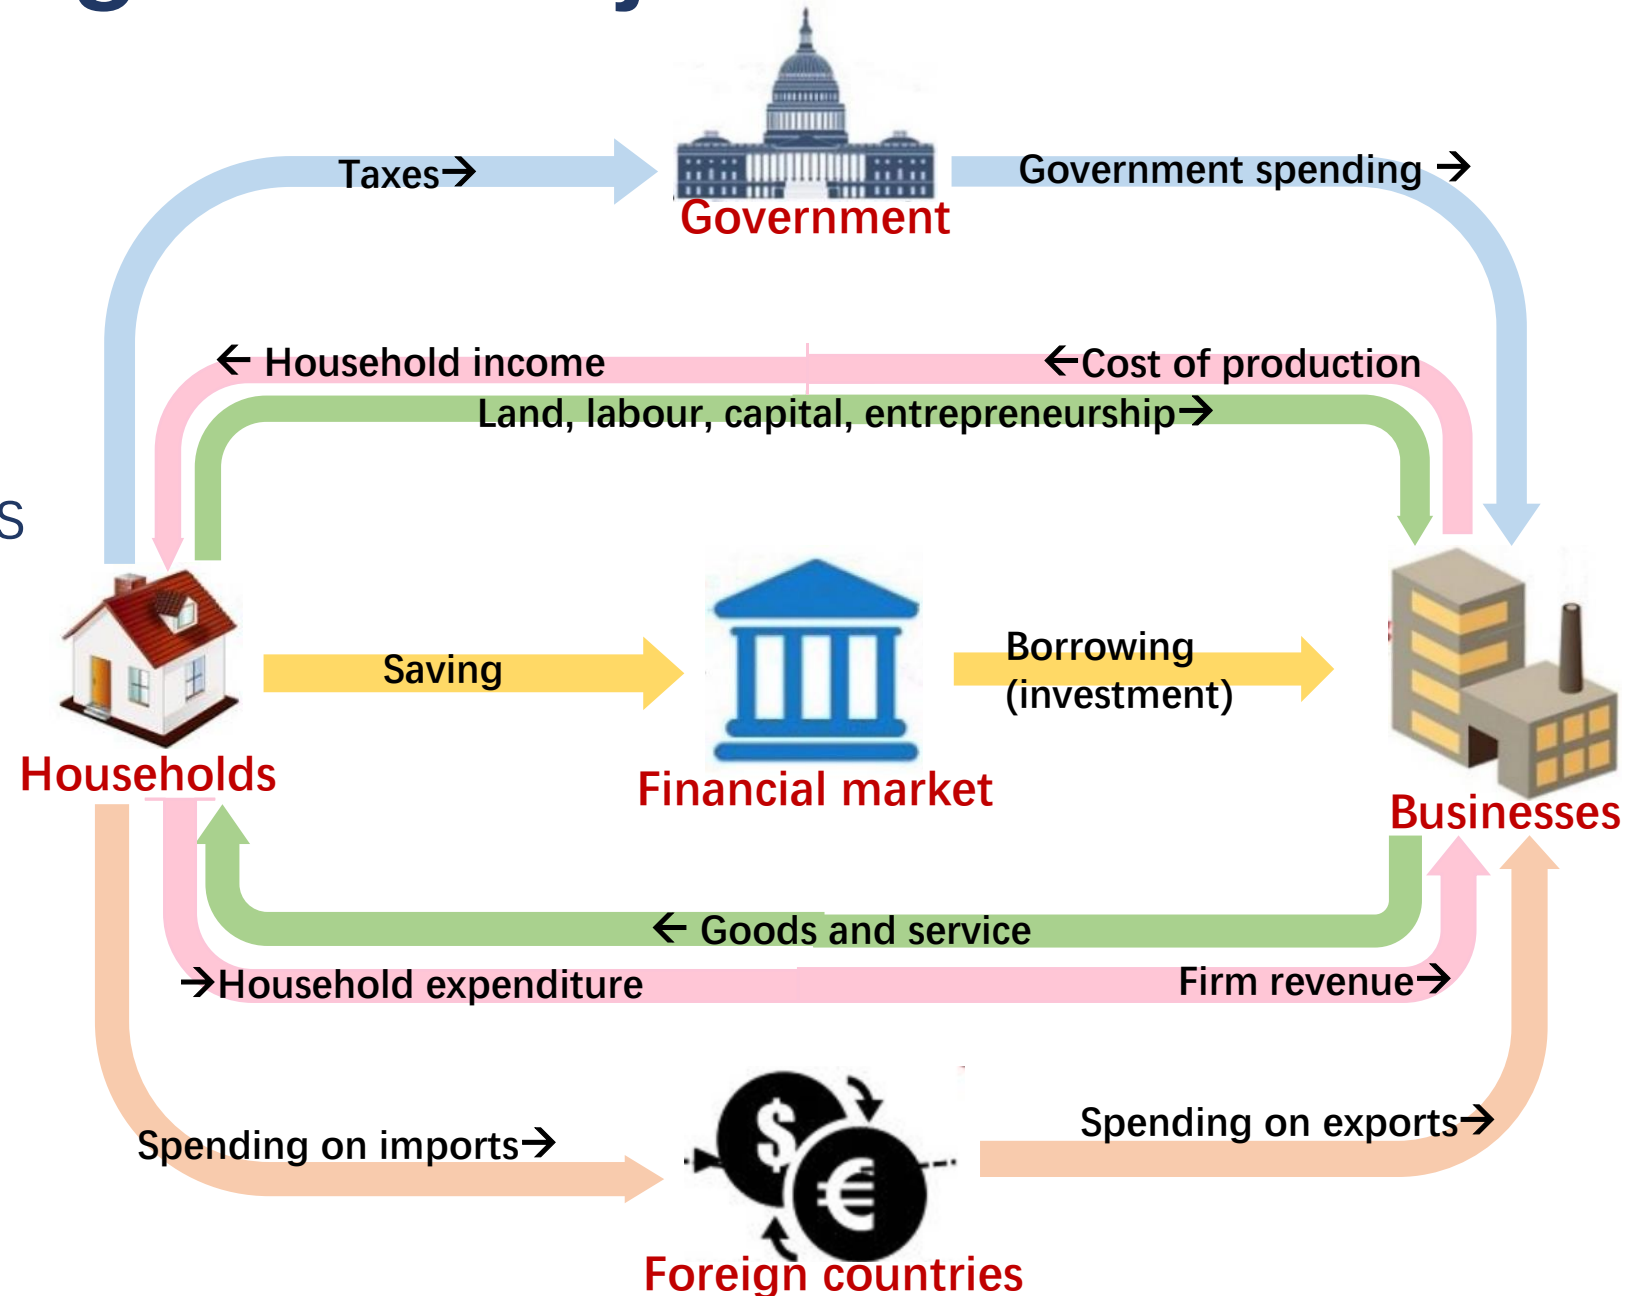 Taxes→
Government spending →
Government
← Household income
←Cost of production
Land, labour, capital, entrepreneurship→
s
Saving
Borrowing
(investment)
Households
Financial market
Businesses
← Goods and service
→Household expenditure
Firm revenue→
Spending on imports→
Spending on exports→
$
€
Foreign countries